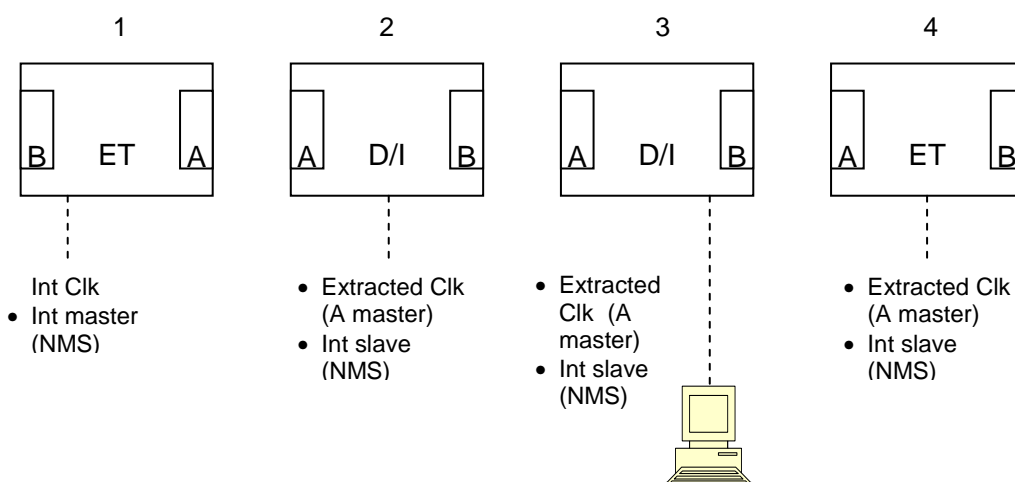 1
2
3
4
B ET A
A D/I B
A D/I B
A ET B
Int Clk
• Int master
(NMS)
• Extracted Clk
(A master)
• Int slave
(NMS)
• Extracted
Clk (A
master)
• Int slave
(NMS)
• Extracted Clk
(A master)
• Int slave
(NMS)